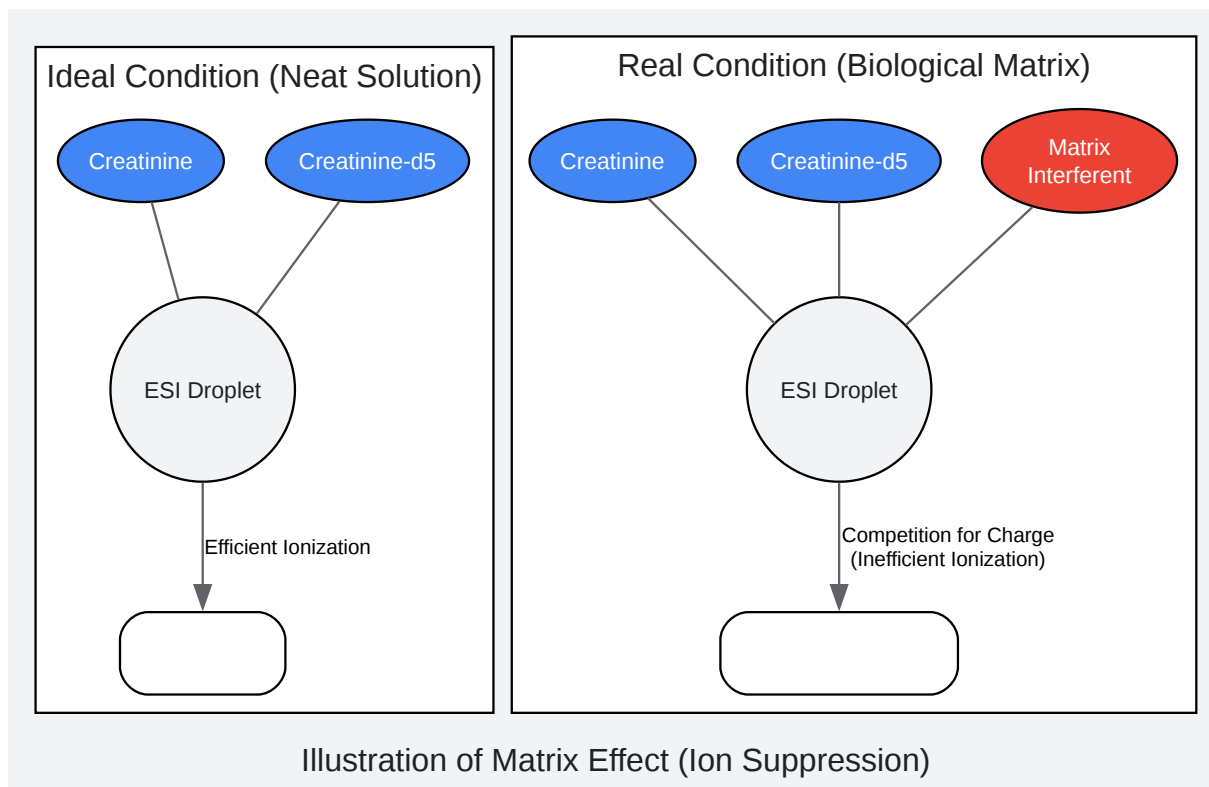 Ideal Condition (Neat Solution)
Creatinine
Creatinine-d5
ESI Droplet
Efficient Ionization
Real Condition (Biological Matrix)
Creatinine
Creatinine-d5
Matrix
Interferent
ESI Droplet
Competition for Charge
(Inefficient Ionization)
Illustration of Matrix Effect (Ion Suppression)